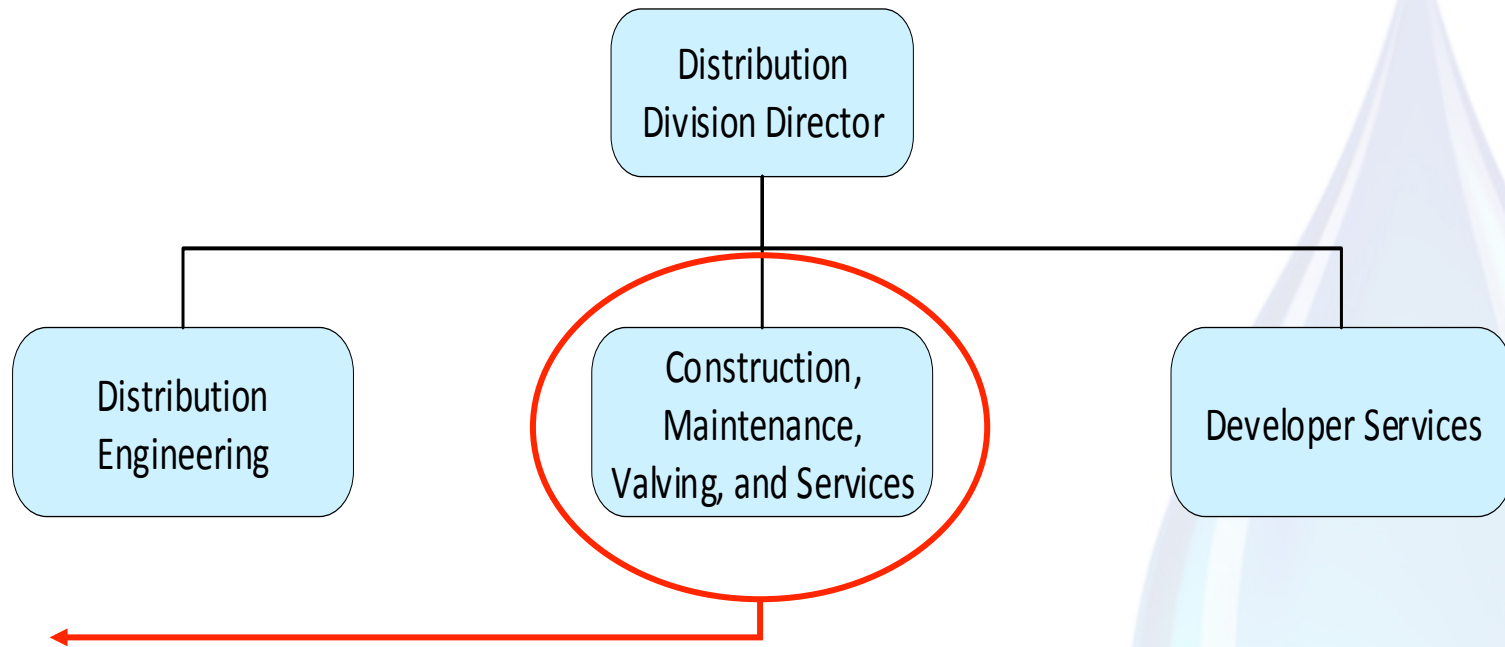 Distribution
Division Director
Distribution
Engineering
Construction,
Maintenance,
Valving, and Services
Developer Services